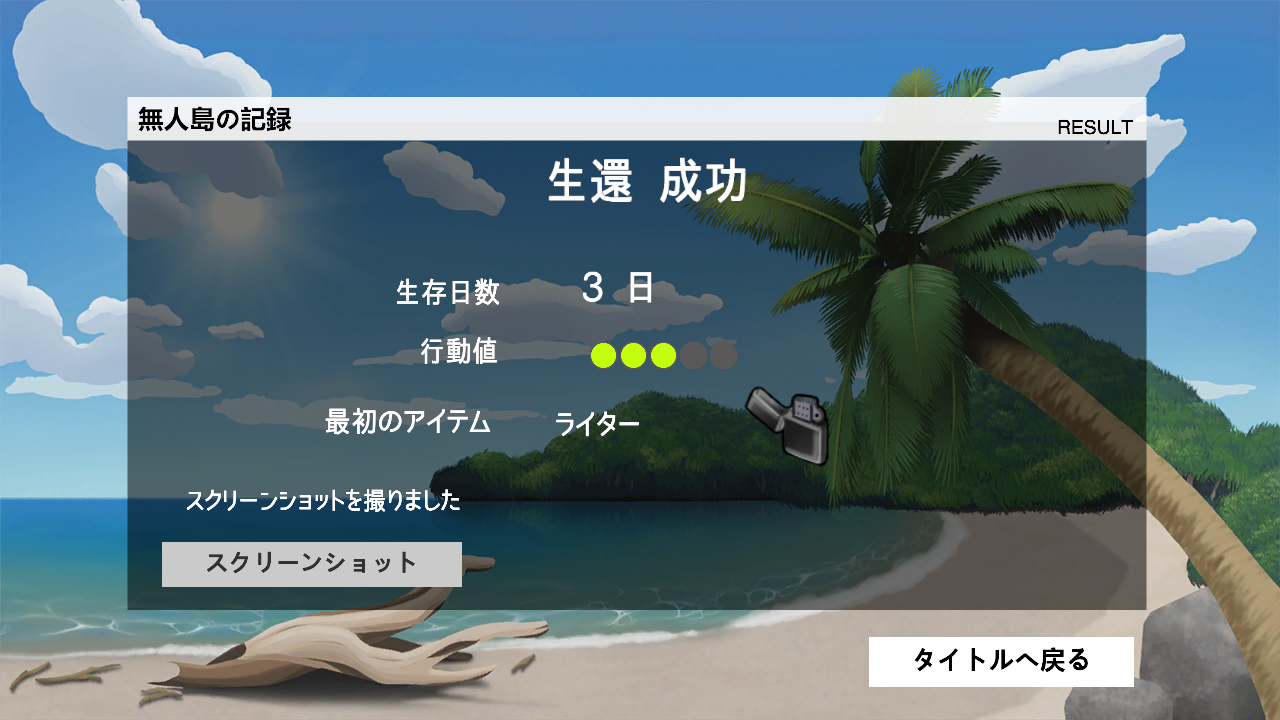 無人島の記録
RESULT
生還 成功
生存日数 3 日
行動値
最初のアイテム ライター
スクリーンショットを撮りました
スクリーンショット
タイトルへ戻る